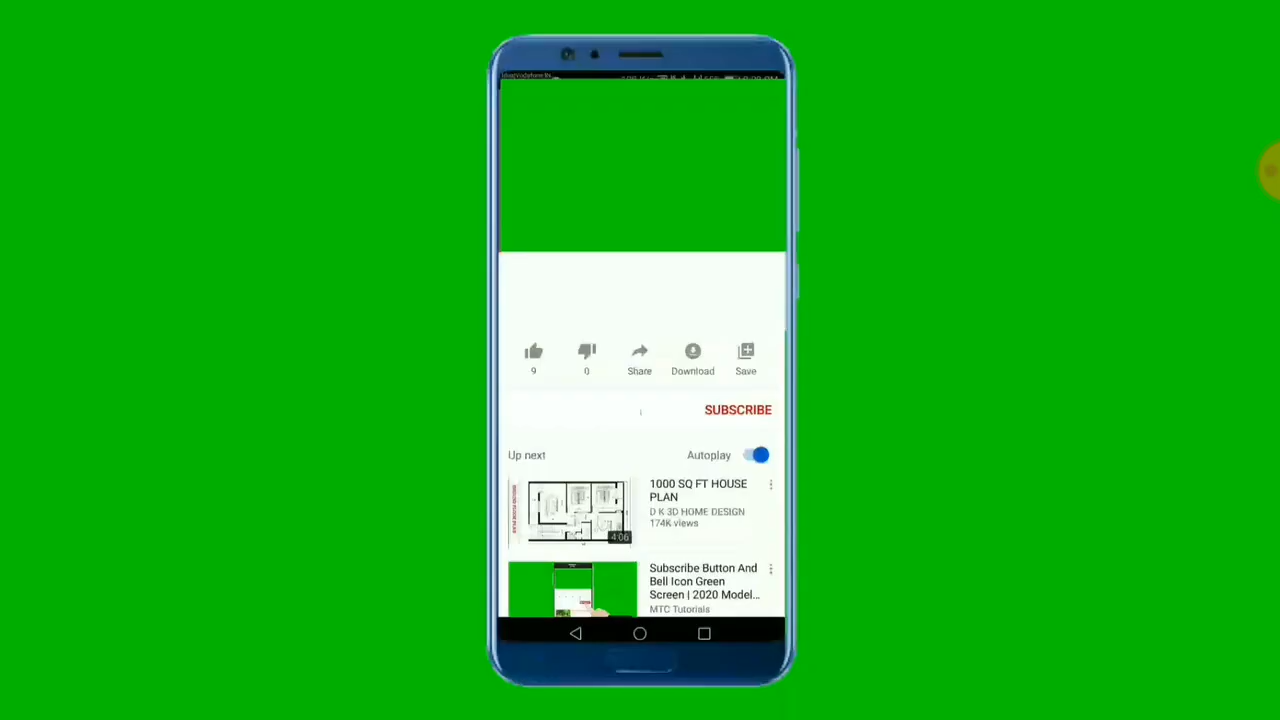 9
0
Share
Download
Save
SUBSCRIBE
Up next
Autoplay
1000 SQ FT HOUSE
PLAN
D K 3D HOME DESIGN
174K views
4:06
Subscribe Button And
Bell Icon Green
Screen | 2020 Model...
MTC Tutorials